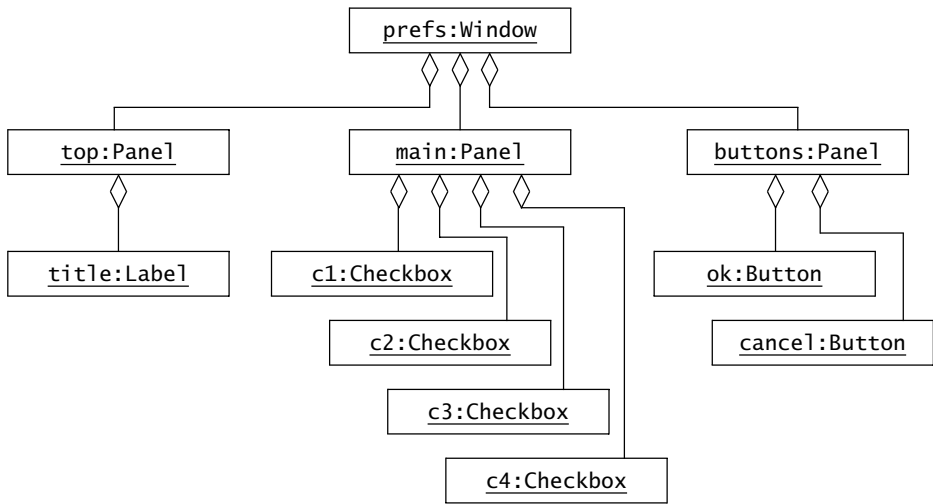 prefs:Window
top:Panel
main:Panel
buttons:Panel
title:Label
c1:Checkbox
ok:Button
c2:Checkbox
cancel:Button
c3:Checkbox
c4:Checkbox